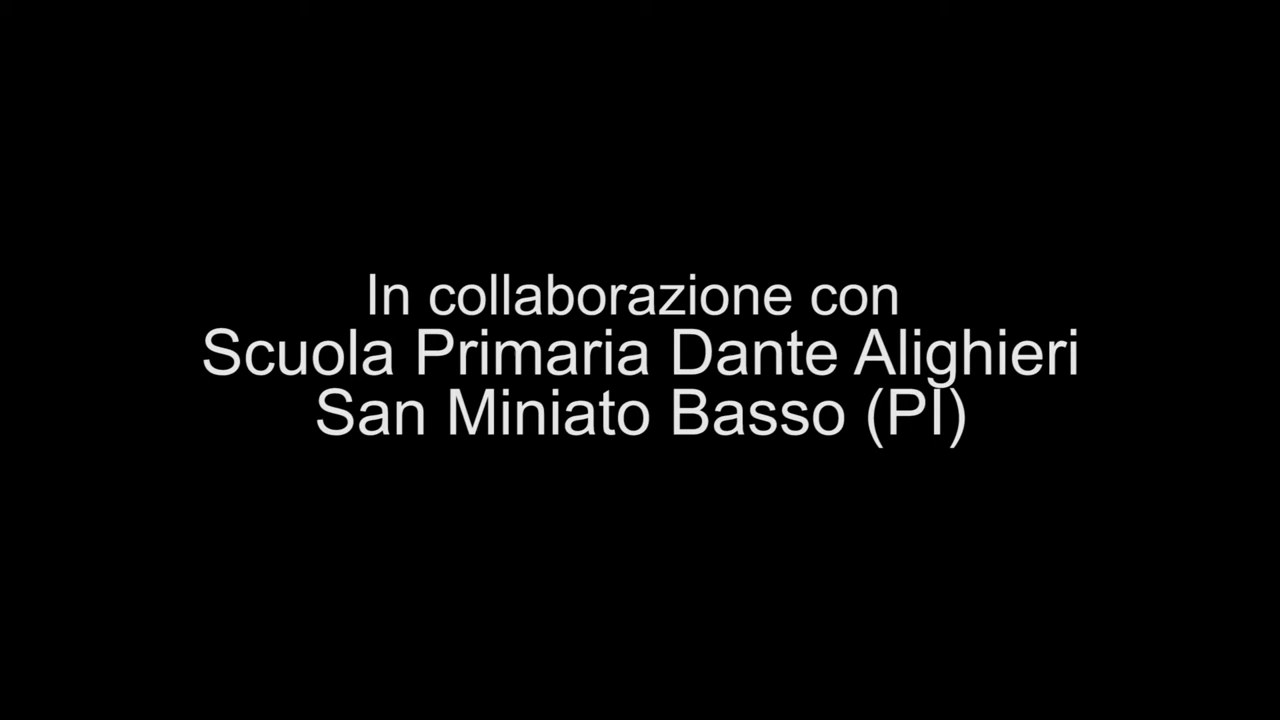 In collaborazione con
Scuola Primaria Dante Alighieri
San Miniato Basso (PI)